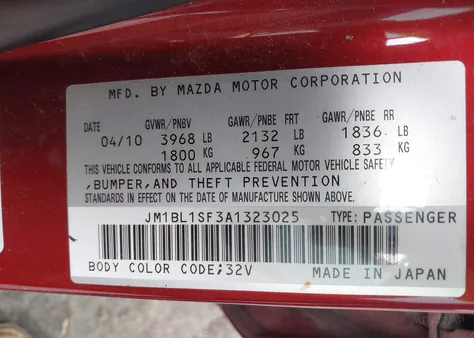 MFD. BY MAZDA MOTOR CORPORATION
DATE GVWR/PNBV GAWR/PNBE FRT GAWR/PNBE RR
04/10 3968 LB 2132 LB 1836 LB
1800 KG 967 KG 833 KG
THIS VEHICLE CONFORMS TO ALL APPLICABLE FEDERAL MOTOR VEHICLE SAFETY
,BUMPER,AND THEFT PREVENTION
STANDARDS IN EFFECT ON THE DATE OF MANUFACTURE SHOWN ABOVE.
JM1BL1SF3A1323025 TYPE: PASSENGER
BODY COLOR CODE;32V MADE IN JAPAN